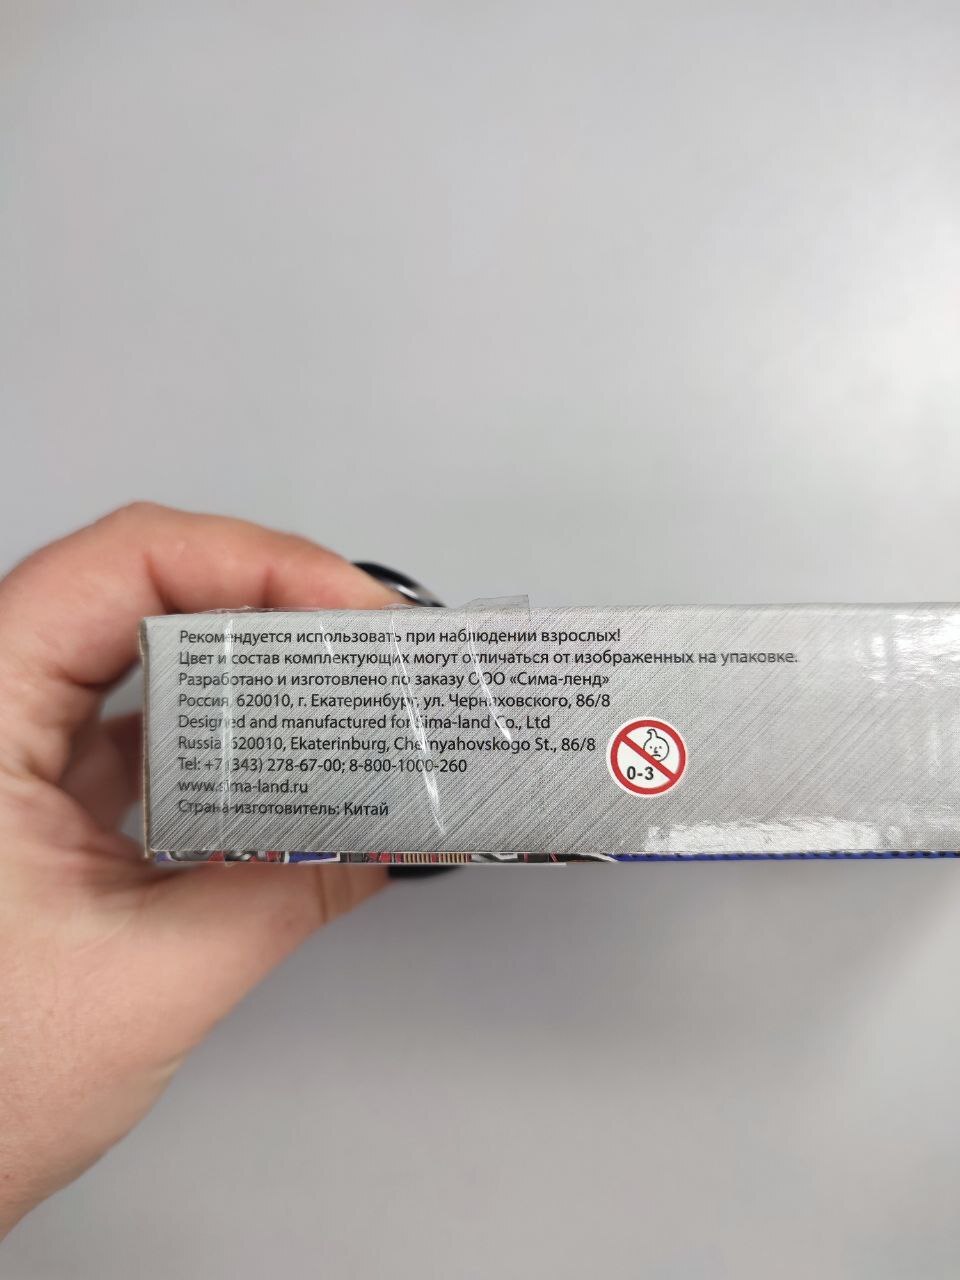 Рекомендуется использовать при наблюдении взрослых!
Цвет и состав комплектующих могут отличаться от изображенных на упаковке.
Разработано и изготовлено по заказу ООО «Сима-ленд»
Россия, 620010, г. Екатеринбург, ул. Черняховского, 86/8
Designed and manufactured for Sima-land Co., Ltd
Russia, 620010, Ekaterinburg, Chernyahovskogo St., 86/8
Tel: +7 (343) 278-67-00; 8-800-1000-260
www.sima-land.ru
Страна-изготовитель: Китай
0-3